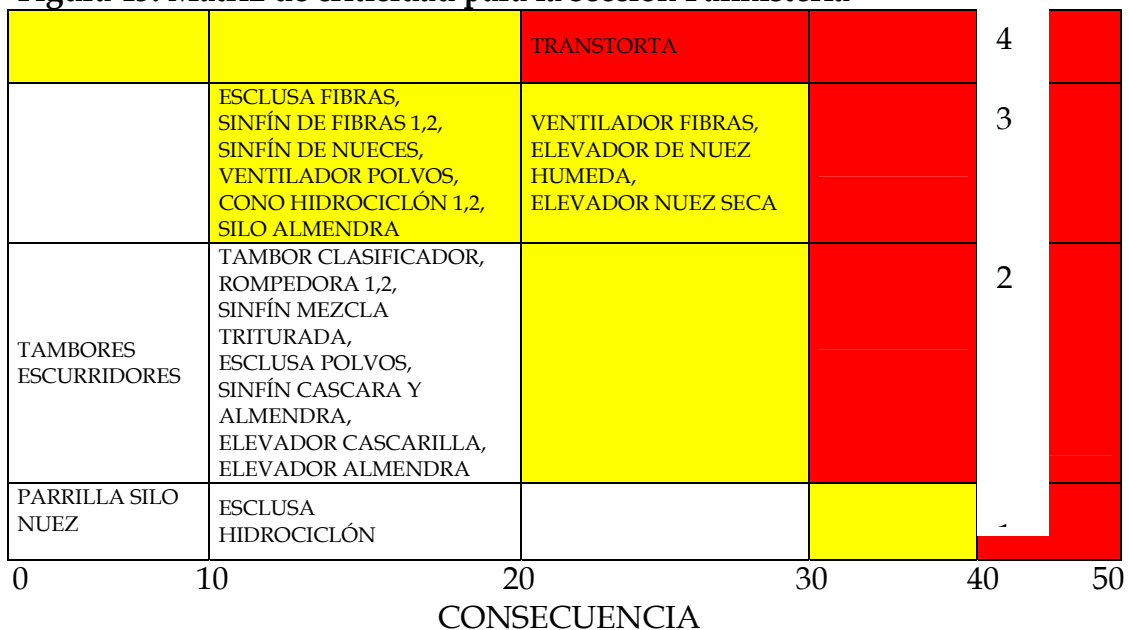 TRANSTORTA
4
ESCLUSA FIBRAS,
SINFÍN DE FIBRAS 1,2,
SINFÍN DE NUECES,
VENTILADOR POLVOS,
CONO HIDROCICLÓN 1,2,
SILO ALMENDRA
VENTILADOR FIBRAS,
ELEVADOR DE NUEZ
HUMEDA,
ELEVADOR NUEZ SECA
3
TAMBORES
ESCURRIDORES
TAMBOR CLASIFICADOR,
ROMPEDORA 1,2,
SINFÍN MEZCLA
TRITURADA,
ESCLUSA POLVOS,
SINFÍN CASCARA Y
ALMENDRA,
ELEVADOR CASCARILLA,
ELEVADOR ALMENDRA
2
PARRILLA SILO
NUEZ
ESCLUSA
HIDROCICLÓN
0 10 20 30 40 50
CONSECUENCIA